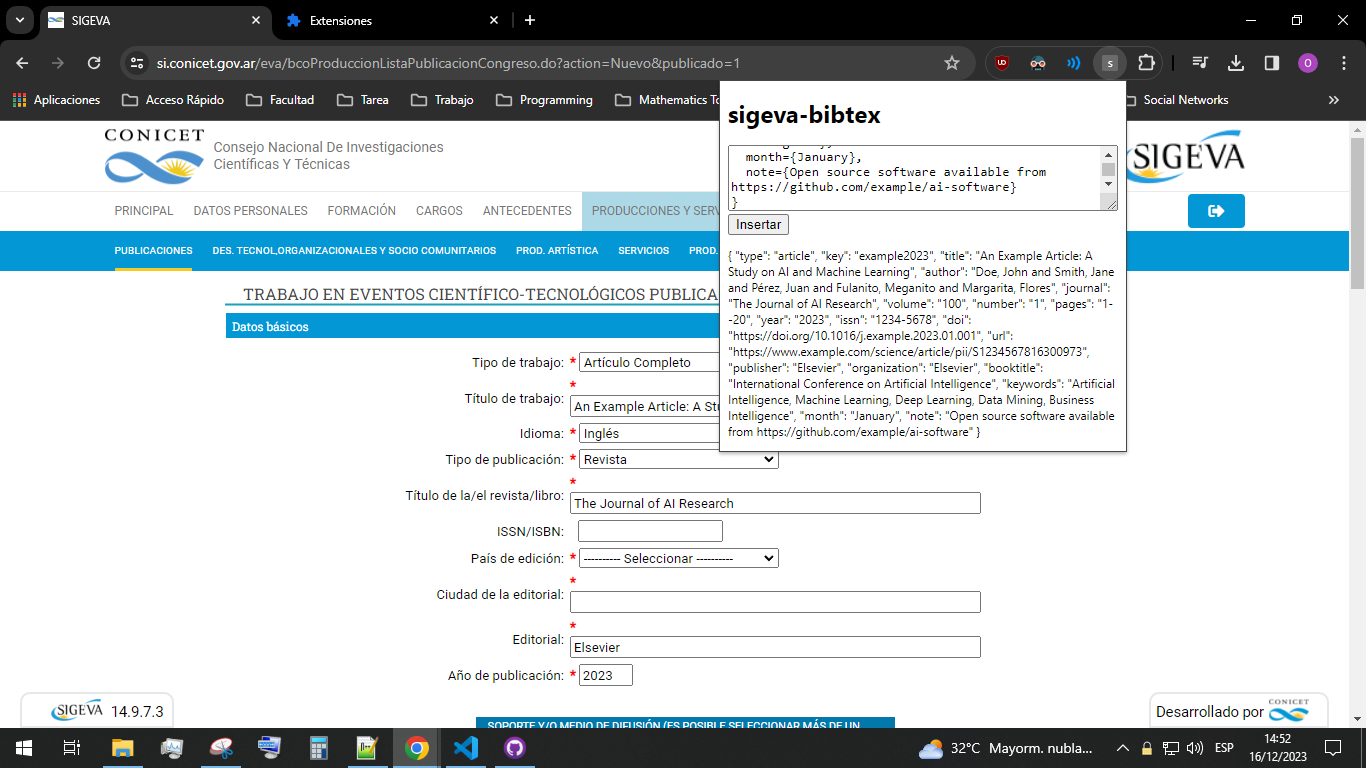 SIGEVA
Extensiones
si.conicet.gov.ar/eva/bcoProduccionListaPublicacionCongreso.do?action=Nuevo&publicado=1
Aplicaciones
Acceso Rápido
Facultad
Tarea
Trabajo
Programming
Mathematics To
Social Networks
sigeva-bibtex
month={January},
note={Open source software available from
https://github.com/example/ai-software}
}
Insertar
{ "type": "article", "key": "example2023", "title": "An Example Article: A
Study on AI and Machine Learning", "author": "Doe, John and Smith, Jane
and Pérez, Juan and Fulanito, Meganito and Margarita, Flores", "journal":
"The Journal of AI Research", "volume": "100", "number": "1", "pages": "1-
-20", "year": "2023", "issn": "1234-5678", "doi":
"https://doi.org/10.1016/j.example.2023.01.001", "url":
"https://www.example.com/science/article/pii/S1234567816300973",
"publisher": "Elsevier", "organization": "Elsevier", "booktitle":
"International Conference on Artificial Intelligence", "keywords": "Artificial
Intelligence, Machine Learning, Deep Learning, Data Mining, Business
Intelligence", "month": "January", "note": "Open source software available
from https://github.com/example/ai-software" }
CONICET
Consejo Nacional De Investigaciones
Científicas Y Técnicas
SIGEVA
PRINCIPAL
DATOS PERSONALES
FORMACIÓN
CARGOS
ANTECEDENTES
PRODUCCIONES Y SERV
PUBLICACIONES
DES. TECNOL,ORGANIZACIONALES Y SOCIO COMUNITARIOS
PROD. ARTÍSTICA
SERVICIOS
PROD.
TRABAJO EN EVENTOS CIENTÍFICO-TECNOLÓGICOS PUBLICA
Datos básicos
Tipo de trabajo: * Artículo Completo
*
Título de trabajo: An Example Article: A Stu
Idioma: * Inglés
Tipo de publicación: * Revista
*
Título de la/el revista/libro: The Journal of AI Research
ISSN/ISBN:
País de edición: * ---------- Seleccionar ----------
*
Ciudad de la editorial:
*
Editorial: Elsevier
Año de publicación: * 2023
SOPORTE Y/O MEDIO DE DIFUSIÓN (ES POSIBLE SELECCIONAR MÁS DE UN
SIGEVA 14.9.7.3
Desarrollado por CONICET
32°C Mayorm. nubla...
ESP
14:52
16/12/2023